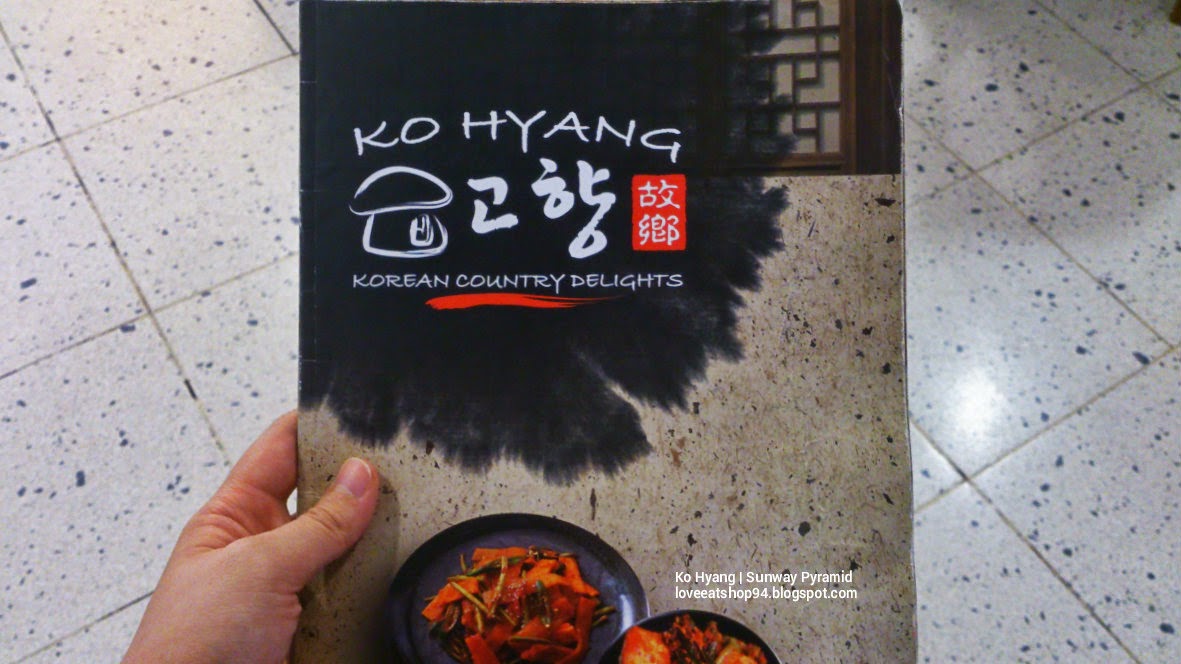 KO HYANG
고향
故
鄉
KOREAN COUNTRY DELIGHTS
Ko Hyang | Sunway Pyramid
loveeatshop94.blogspot.com